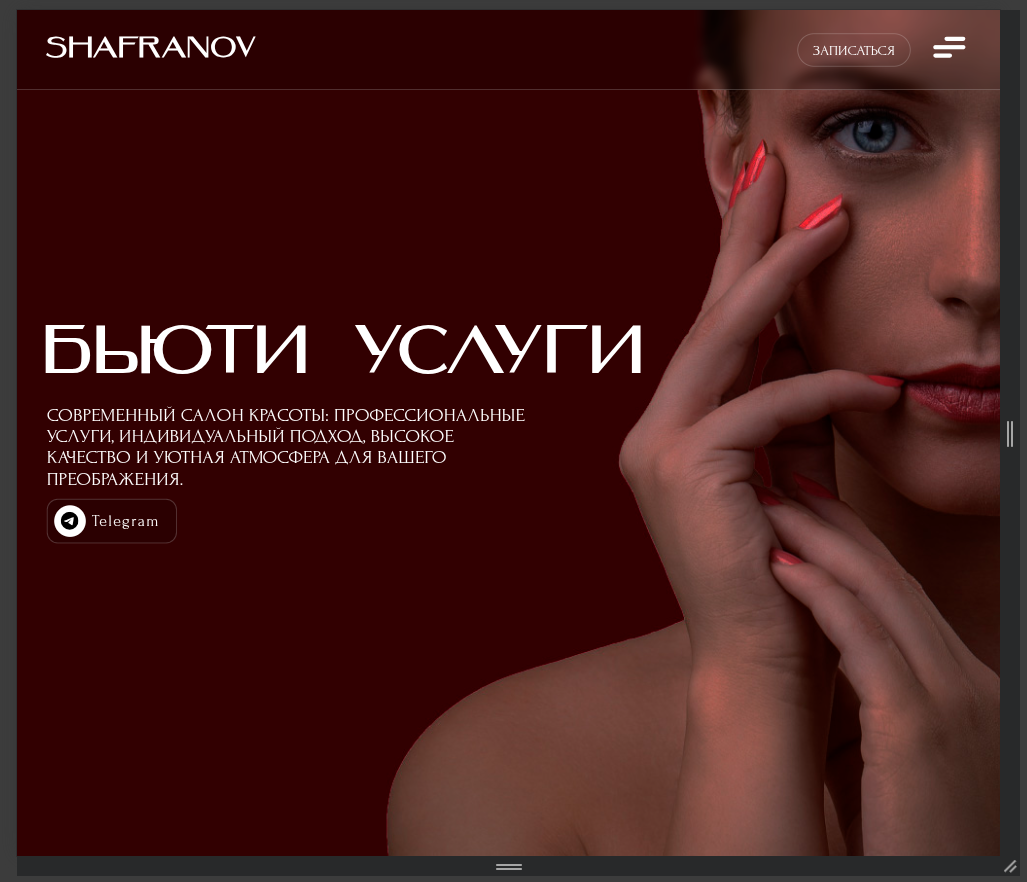 SHAFRANOV
ЗАПИСАТЬСЯ
БЬЮТИ УСЛУГИ
СОВРЕМЕННЫЙ САЛОН КРАСОТЫ: ПРОФЕССИОНАЛЬНЫЕ
УСЛУГИ, ИНДИВИДУАЛЬНЫЙ ПОДХОД, ВЫСОКОЕ
КАЧЕСТВО И УЮТНАЯ АТМОСФЕРА ДЛЯ ВАШЕГО
ПРЕОБРАЖЕНИЯ.
Telegram